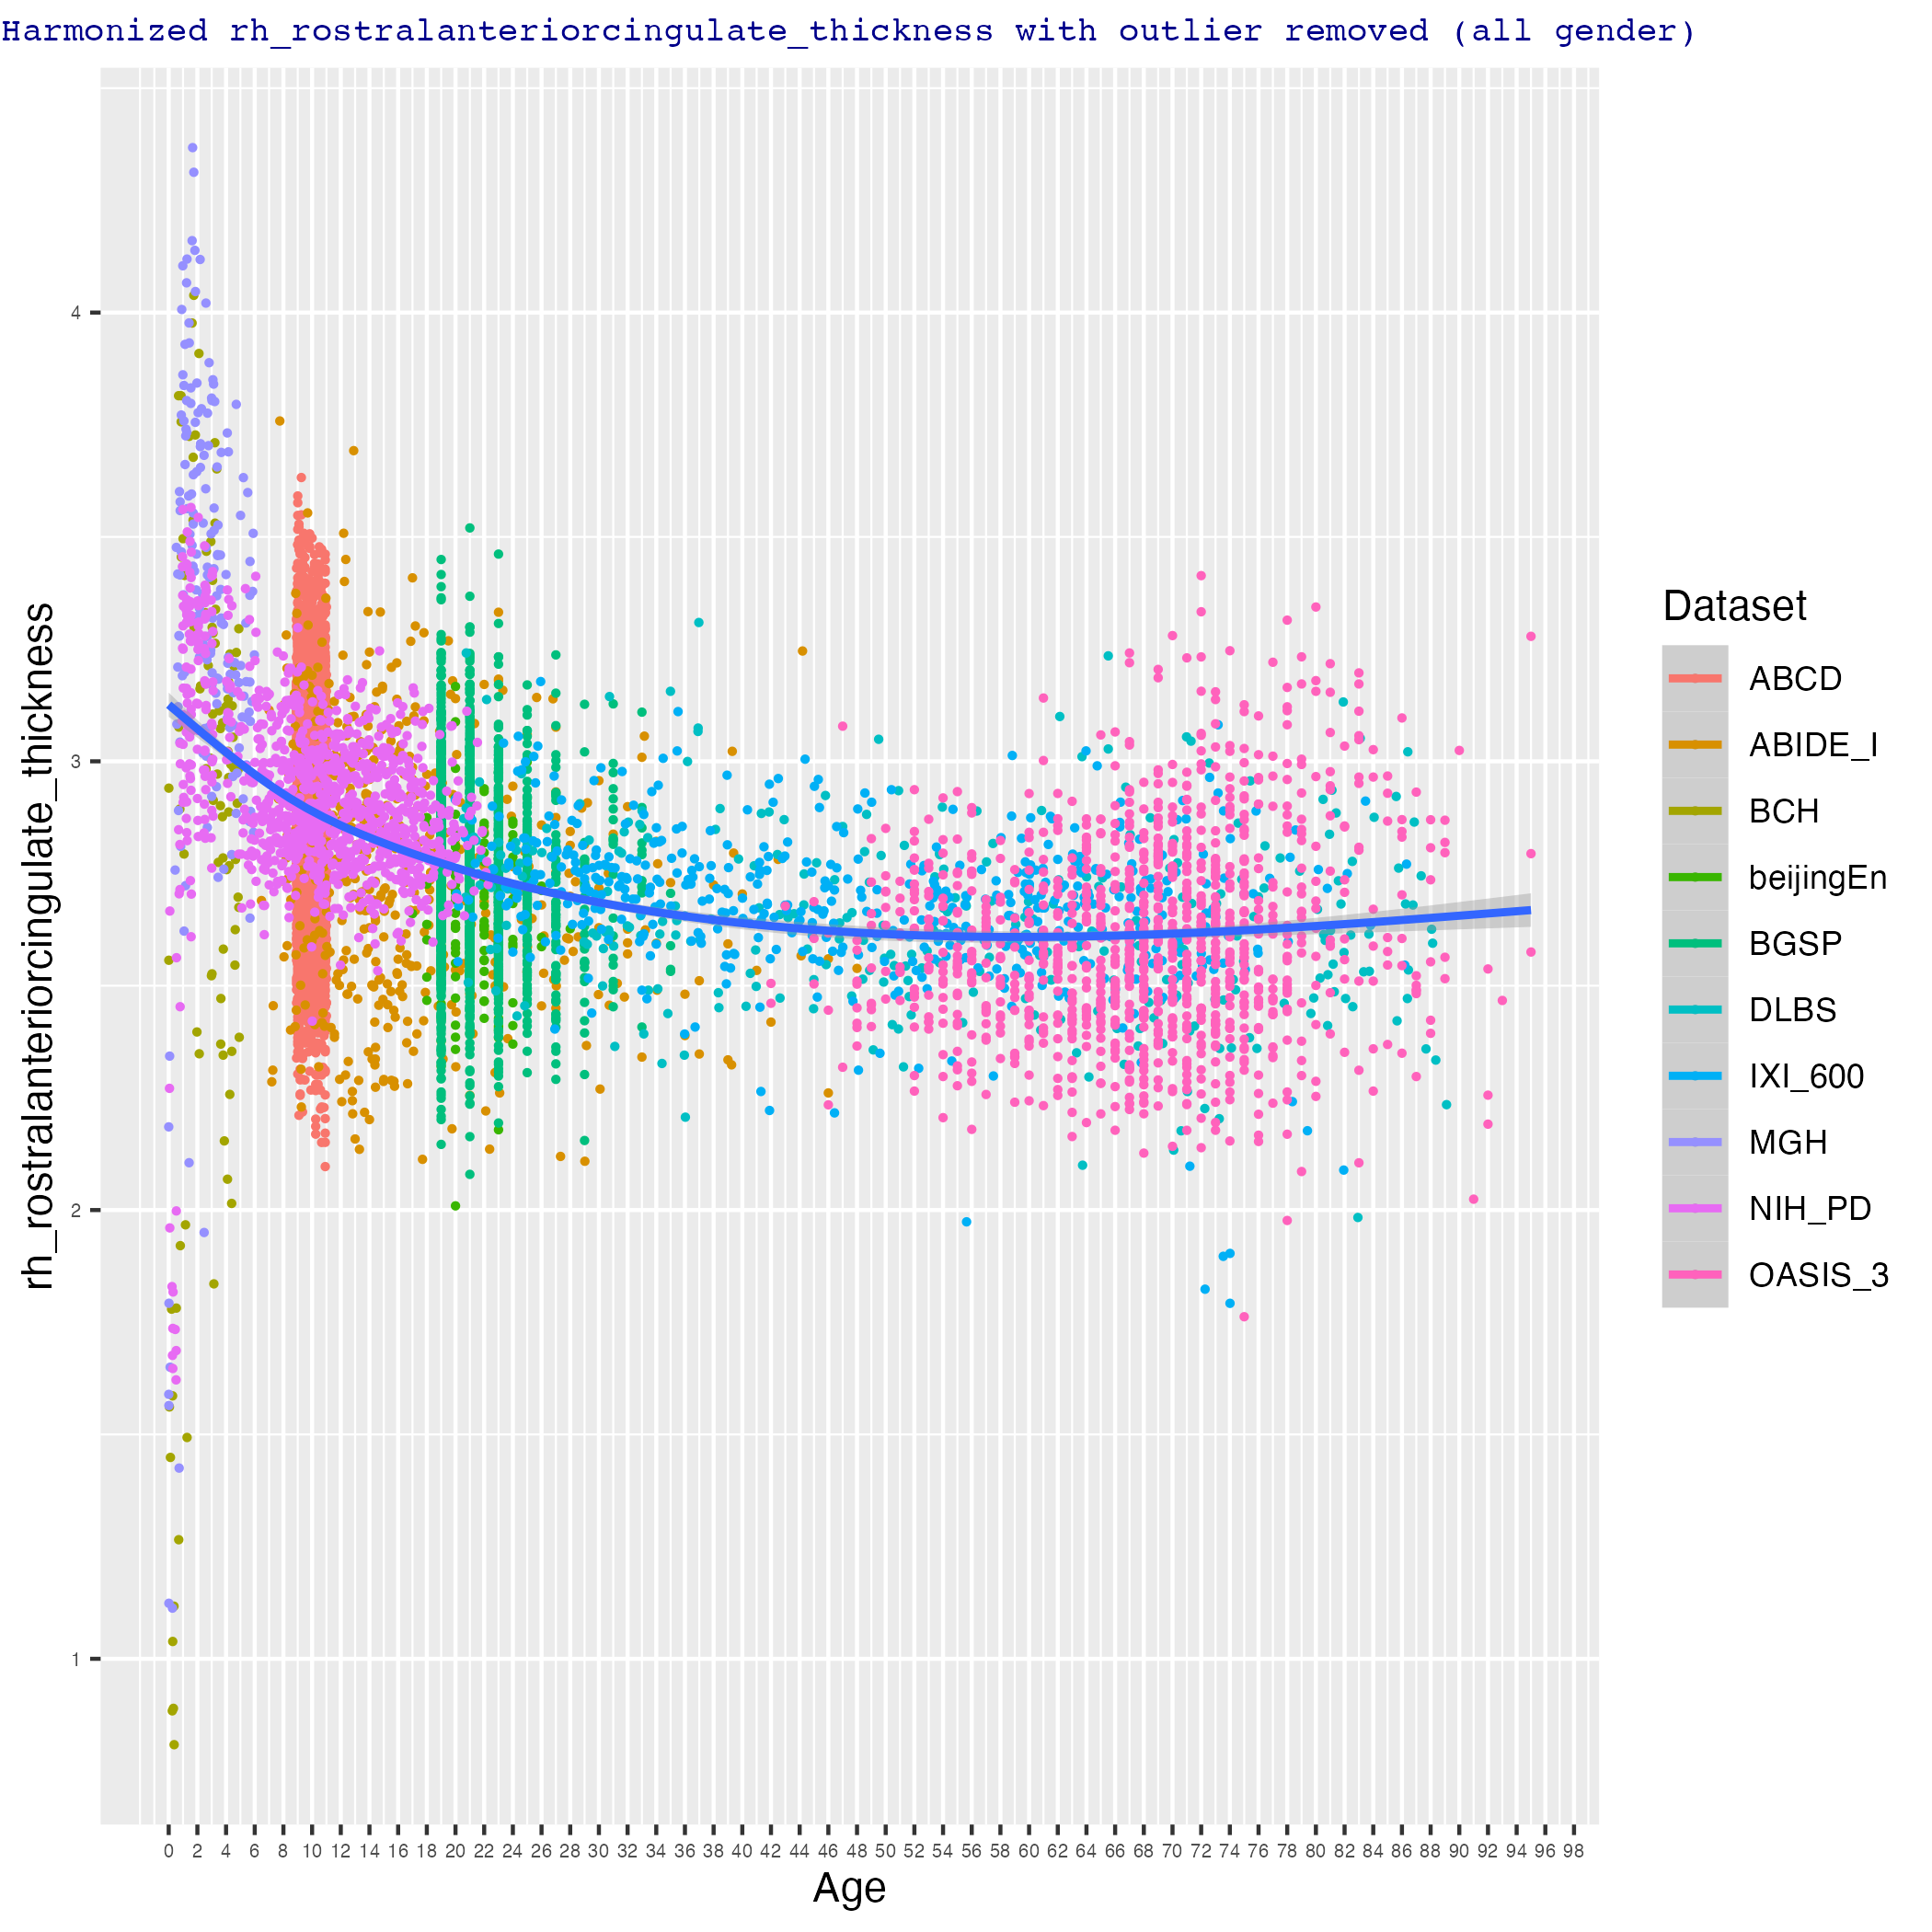 Harmonized rh_rostralanteriorcingulate_thickness with outlier removed (all gender)
rh_rostralanteriorcingulate_thickness
4
3
2
1
0 2 4 6 8 10 12 14 16 18 20 22 24 26 28 30 32 34 36 38 40 42 44 46 48 50 52 54 56 58 60 62 64 66 68 70 72 74 76 78 80 82 84 86 88 90 92 94 96 98
Age
Dataset
ABCD
ABIDE_I
BCH
beijingEn
BGSP
DLBS
IXI_600
MGH
NIH_PD
OASIS_3